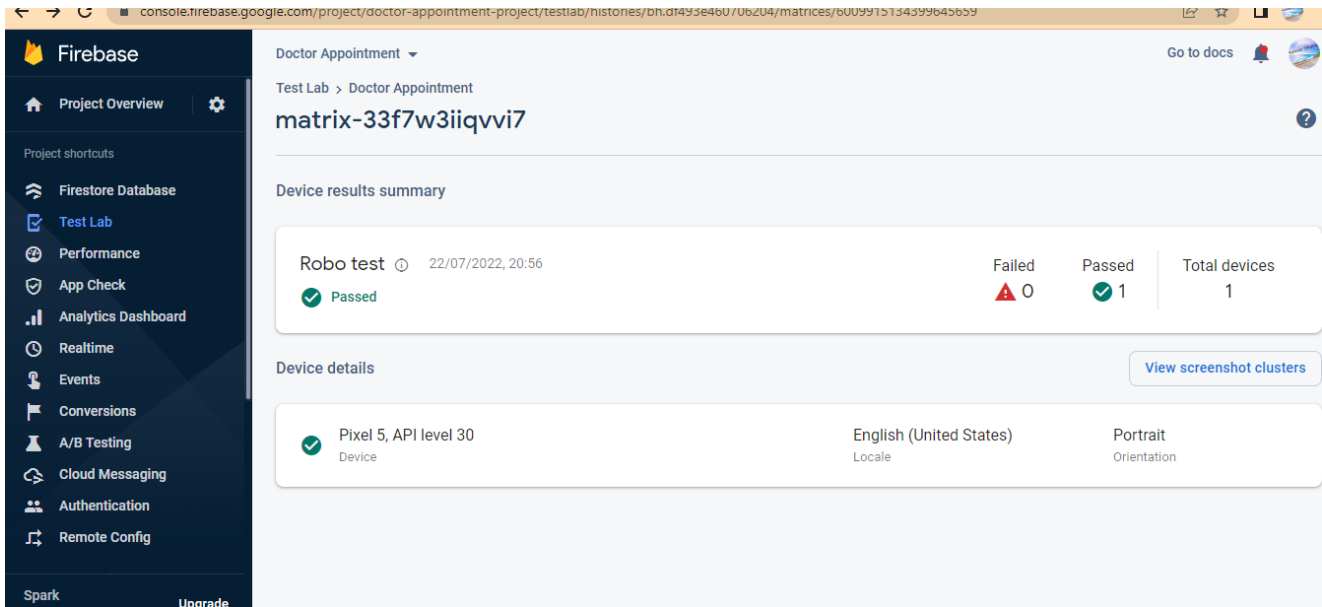 console.firebase.google.com/project/doctor-appointment-project/testlab/histories/bh.df493e460706204/matrices/6009915134399645659
Firebase
Project Overview
Project shortcuts
Firestore Database
Test Lab
Performance
App Check
Analytics Dashboard
Realtime
Events
Conversions
A/B Testing
Cloud Messaging
Authentication
Remote Config
Spark
Upgrade
Doctor Appointment
Go to docs
Test Lab > Doctor Appointment
matrix-33f7w3iiqvvi7
Device results summary
Robo test 22/07/2022, 20:56
Passed
Failed Passed Total devices
0 1 1
Device details
View screenshot clusters
Pixel 5, API level 30 English (United States) Portrait
Device Locale Orientation